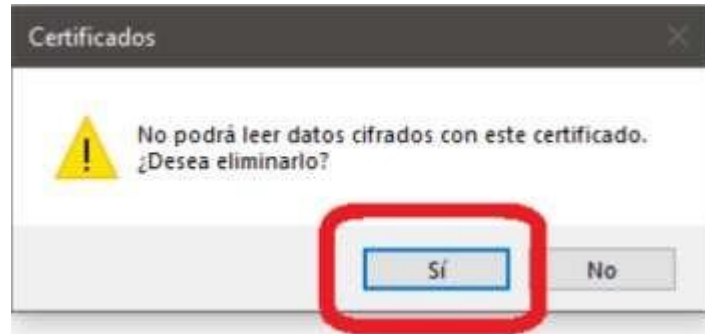 Certificados
No podrá leer datos cifrados con este certificado.
¿Desea eliminarlo?
Sí
No